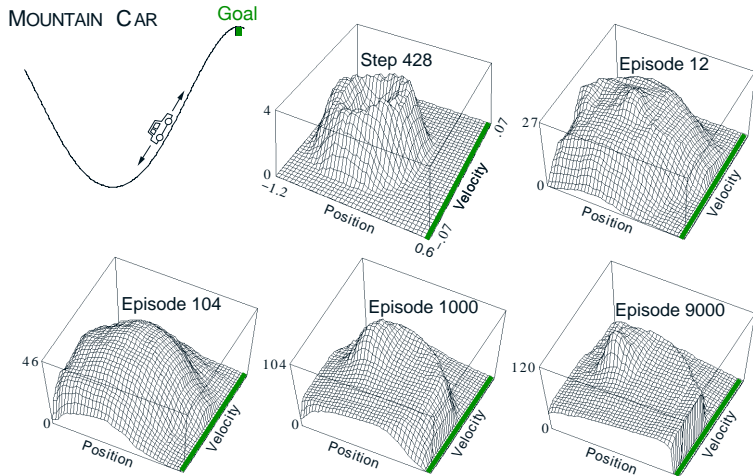 MOUNTAIN CAR
Goal
Step 428
4
0
−1.2
Position
0.6
−.07
Velocity
.07
Episode 12
27
0
Position
Velocity
Episode 104
46
0
Position
Velocity
Episode 1000
104
0
Position
Velocity
Episode 9000
120
0
Position
Velocity